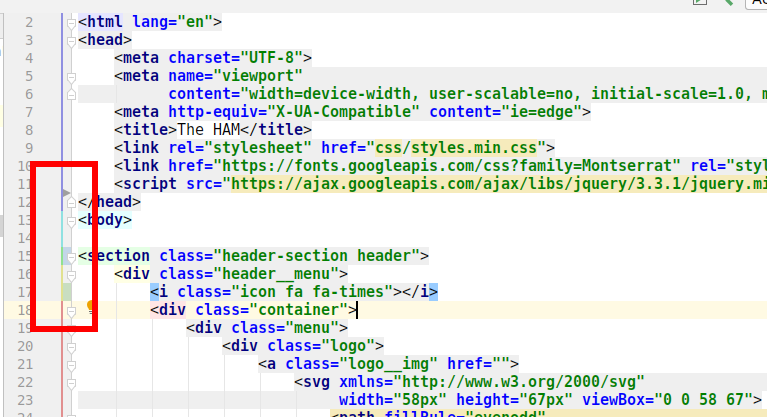 2 <html lang="en">
3 <head>
4 <meta charset="UTF-8">
5 <meta name="viewport"
6 content="width=device-width, user-scalable=no, initial-scale=1.0, m
7 <meta http-equiv="X-UA-Compatible" content="ie=edge">
8 <title>The HAM</title>
9 <link rel="stylesheet" href="css/styles.min.css">
10 <link href="https://fonts.googleapis.com/css?family=Montserrat" rel="styl
11 <script src="https://ajax.googleapis.com/ajax/libs/jquery/3.3.1/jquery.mi
12 </head>
13 <body>
14
15 <section class="header-section header">
16 <div class="header__menu">
17 <i class="icon fa fa-times"></i>
18 <div class="container">
19 <div class="menu">
20 <div class="logo">
21 <a class="logo__img" href="">
22 <svg xmlns="http://www.w3.org/2000/svg"
23 width="58px" height="67px" viewBox="0 0 58 67">
24 <path fillRule="evenodd"